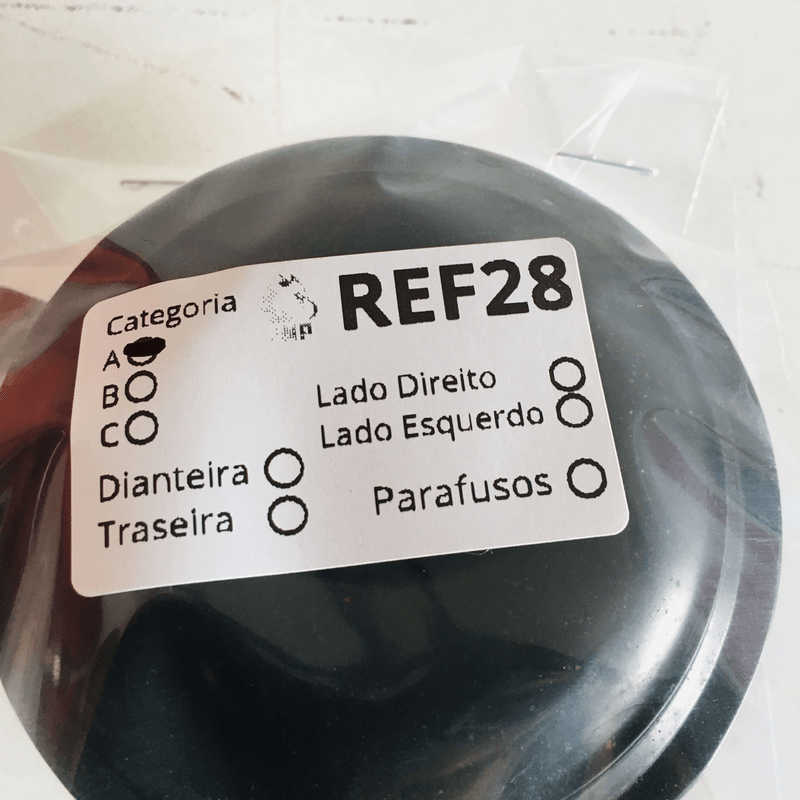 REF28
Categoria
A
B
C
Lado Direito
Lado Esquerdo
Dianteira
Traseira
Parafusos